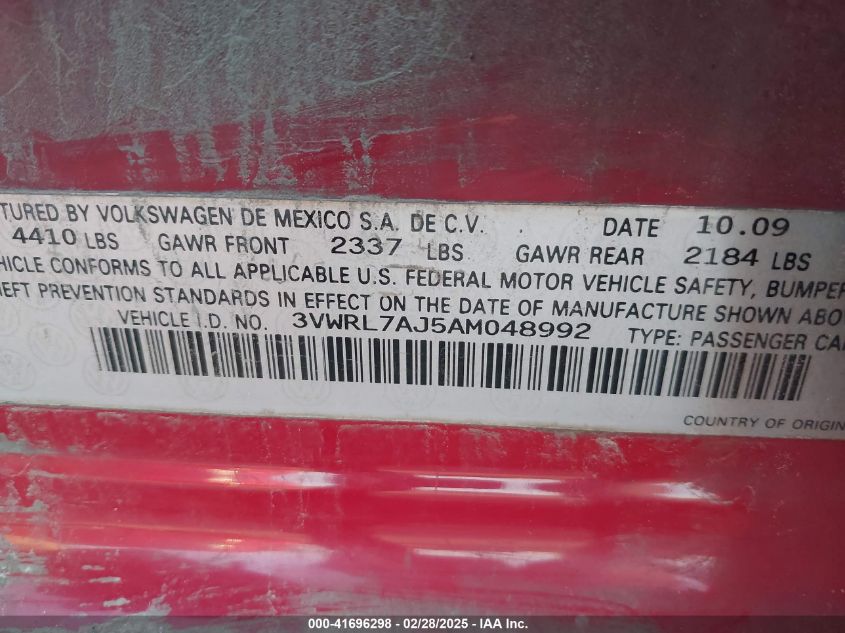 TURED BY VOLKSWAGEN DE MEXICO S.A. DE C.V. . DATE 10.09
4410 LBS GAWR FRONT 2337 LBS GAWR REAR 2184 LBS
HICLE CONFORMS TO ALL APPLICABLE U.S. FEDERAL MOTOR VEHICLE SAFETY, BUMPER
HEFT PREVENTION STANDARDS IN EFFECT ON THE DATE OF MANUFACTURE SHOWN ABO
VEHICLE I.D. NO. 3VWRL7AJ5AM048992 TYPE: PASSENGER CA
COUNTRY OF ORIGIN
000-41696298 - 02/28/2025 - IAA Inc.